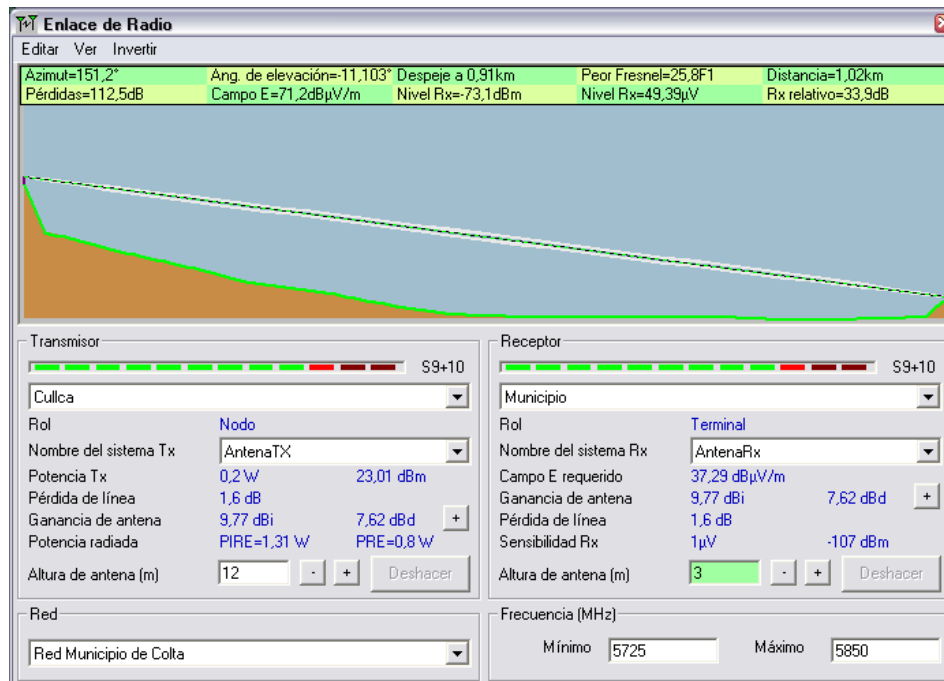 Enlace de Radio
Editar Ver Invertir
Azimut=151,2° Ang. de elevación=-11,103° Despeje a 0,91km Peor Fresnel=25,8F1 Distancia=1,02km
Pérdidas=112,5dB Campo E=71,2dBµV/m Nivel Rx=-73,1dBm Nivel Rx=49,39µV Rx relativo=33,9dB
Transmisor
S9+10
Cullca
Rol Nodo
Nombre del sistema Tx AntenaTX
Potencia Tx 0,2 W 23,01 dBm
Pérdida de línea 1,6 dB
Ganancia de antena 9,77 dBi 7,62 dBd +
Potencia radiada PIRE=1,31 W PRE=0,8 W
Altura de antena (m) 12 - + Deshacer
Receptor
S9+10
Municipio
Rol Terminal
Nombre del sistema Rx AntenaRx
Campo E requerido 37,29 dBµV/m
Ganancia de antena 9,77 dBi 7,62 dBd +
Pérdida de línea 1,6 dB
Sensibilidad Rx 1µV -107 dBm
Altura de antena (m) 3 - + Deshacer
Red
Red Municipio de Colta
Frecuencia (MHz)
Mínimo 5725 Máximo 5850